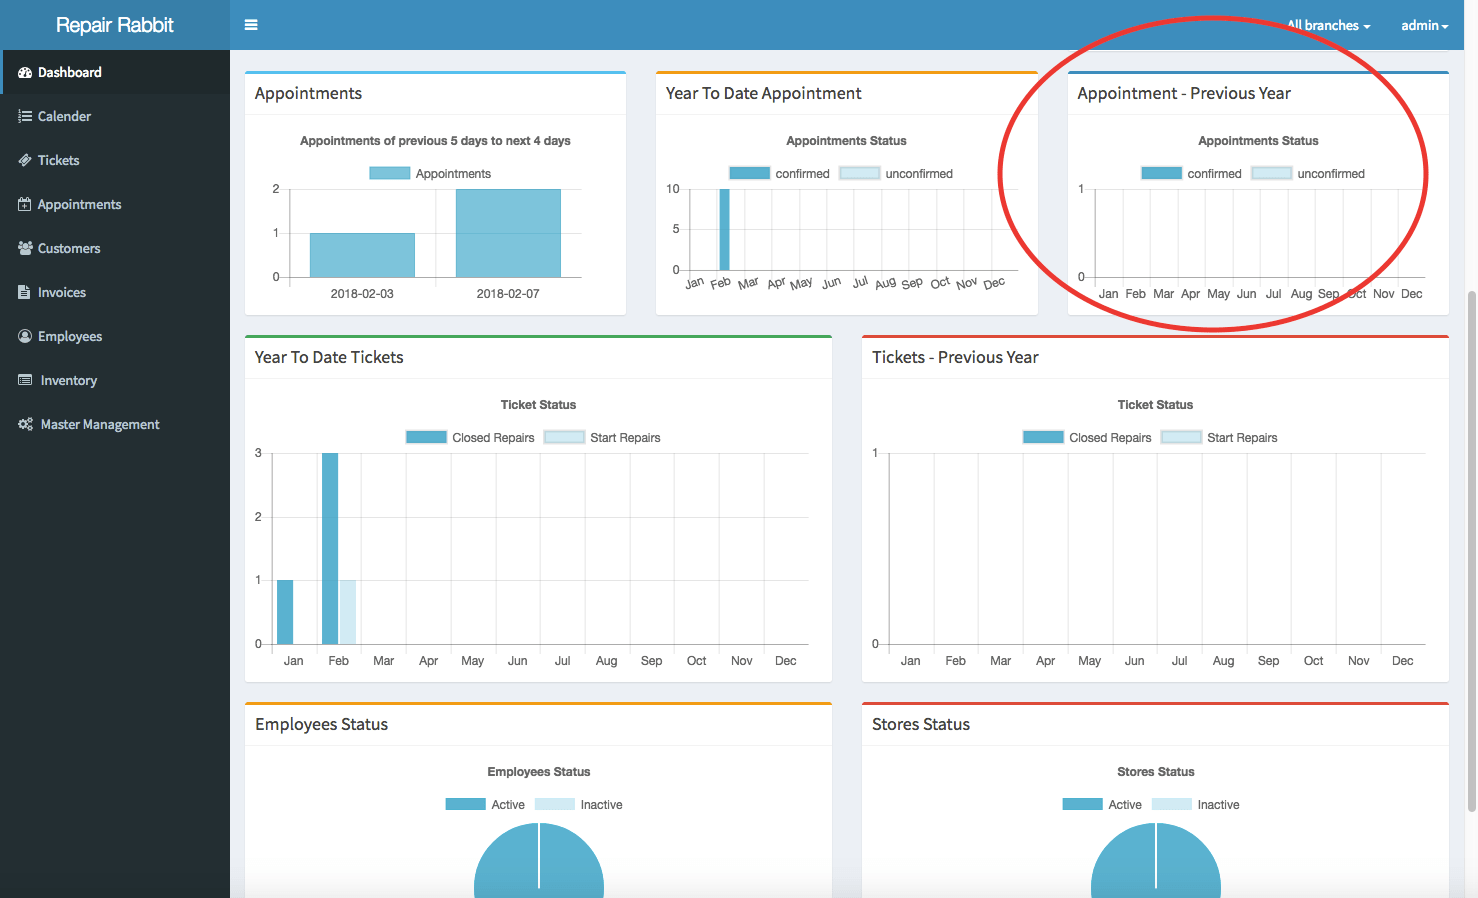 Repair Rabbit
All branches
admin
Dashboard
Calender
Tickets
Appointments
Customers
Invoices
Employees
Inventory
Master Management
Appointments
Appointments of previous 5 days to next 4 days
Appointments
2
1
0
2018-02-03 2018-02-07
Year To Date Appointment
Appointments Status
confirmed unconfirmed
10
5
0
Jan Feb Mar Apr May Jun Jul Aug Sep Oct Nov Dec
Appointment - Previous Year
Appointments Status
confirmed unconfirmed
1
0
Jan Feb Mar Apr May Jun Jul Aug Sep Oct Nov Dec
Year To Date Tickets
Ticket Status
Closed Repairs Start Repairs
3
2
1
0
Jan Feb Mar Apr May Jun Jul Aug Sep Oct Nov Dec
Tickets - Previous Year
Ticket Status
Closed Repairs Start Repairs
1
0
Jan Feb Mar Apr May Jun Jul Aug Sep Oct Nov Dec
Employees Status
Employees Status
Active Inactive
Stores Status
Stores Status
Active Inactive